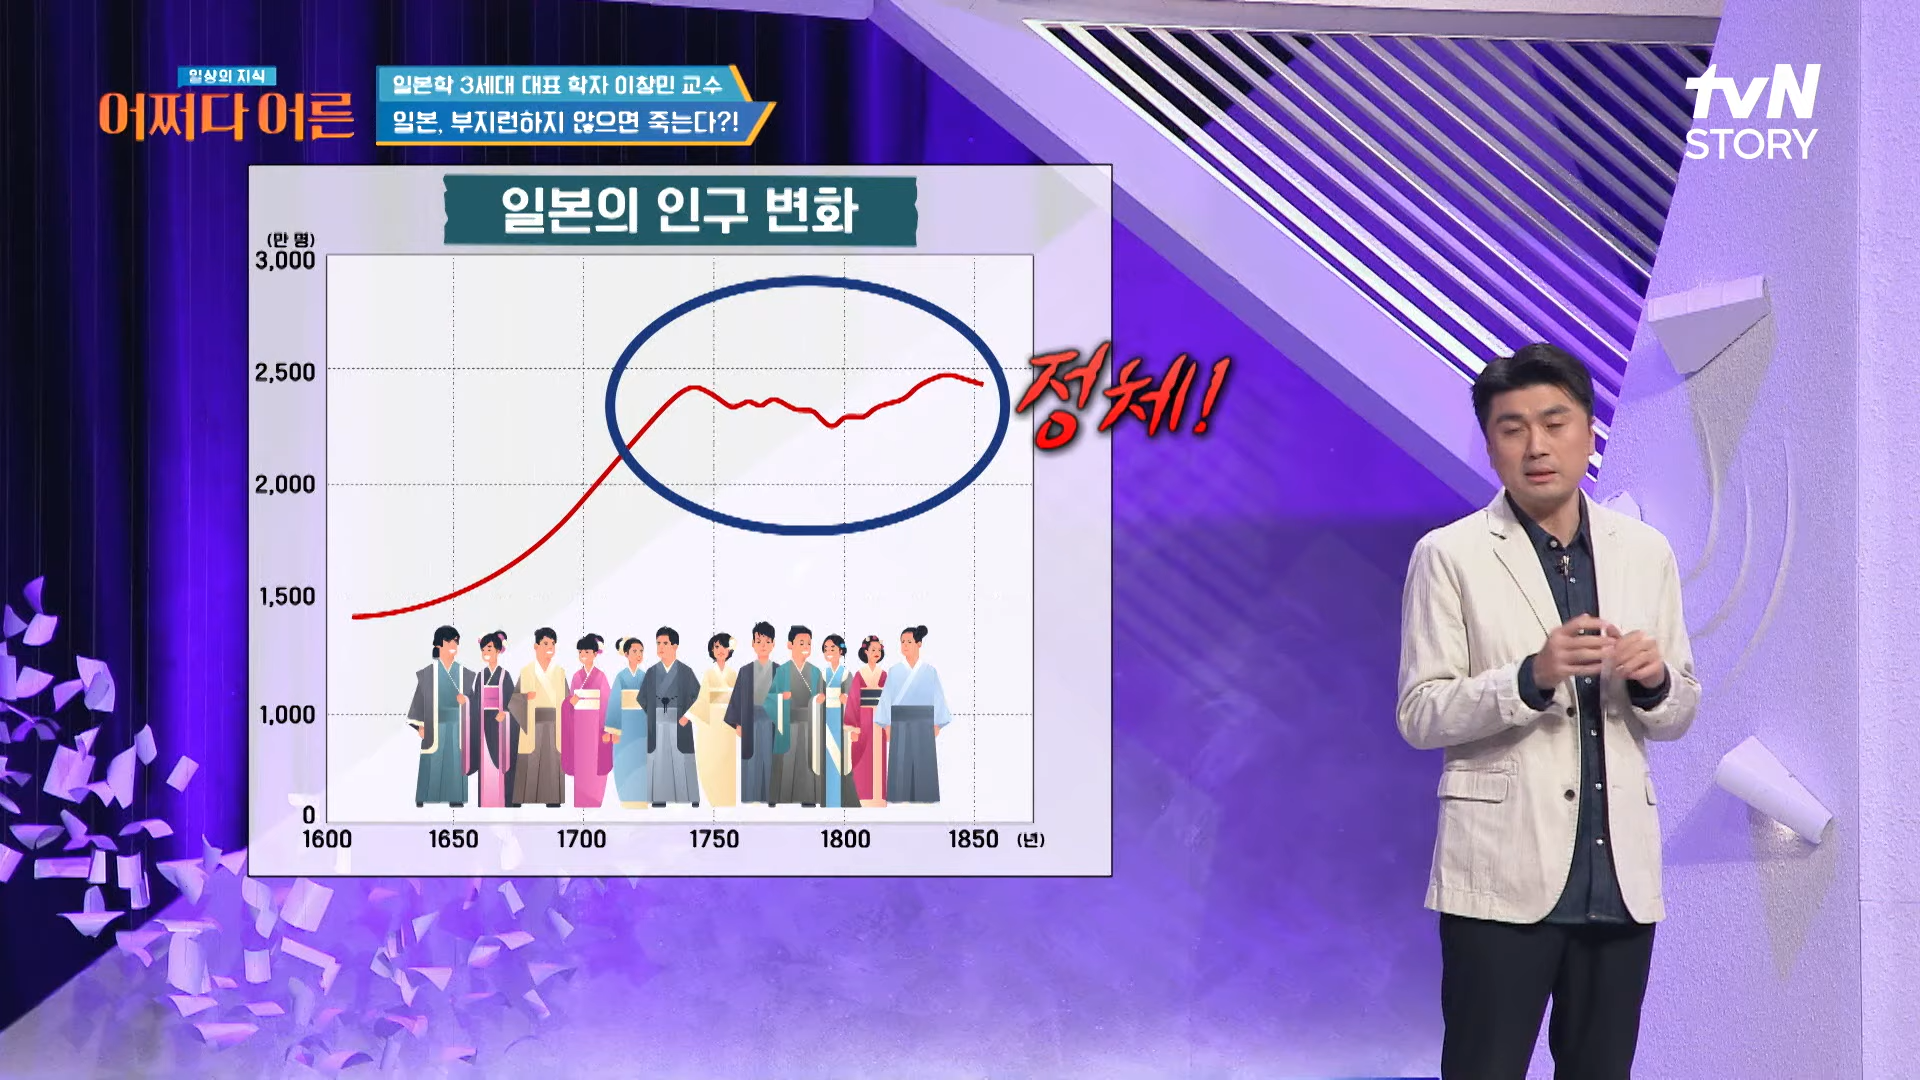 일상의 지식
어쩌다 어른
일본학 3세대 대표 학자 이창민 교수
일본, 부지런하지 않으면 죽는다?!
tvN
STORY
일본의 인구 변화
(만 명)
3,000
2,500
2,000
1,500
1,000
0
1600 1650 1700 1750 1800 1850 (년)
정체!